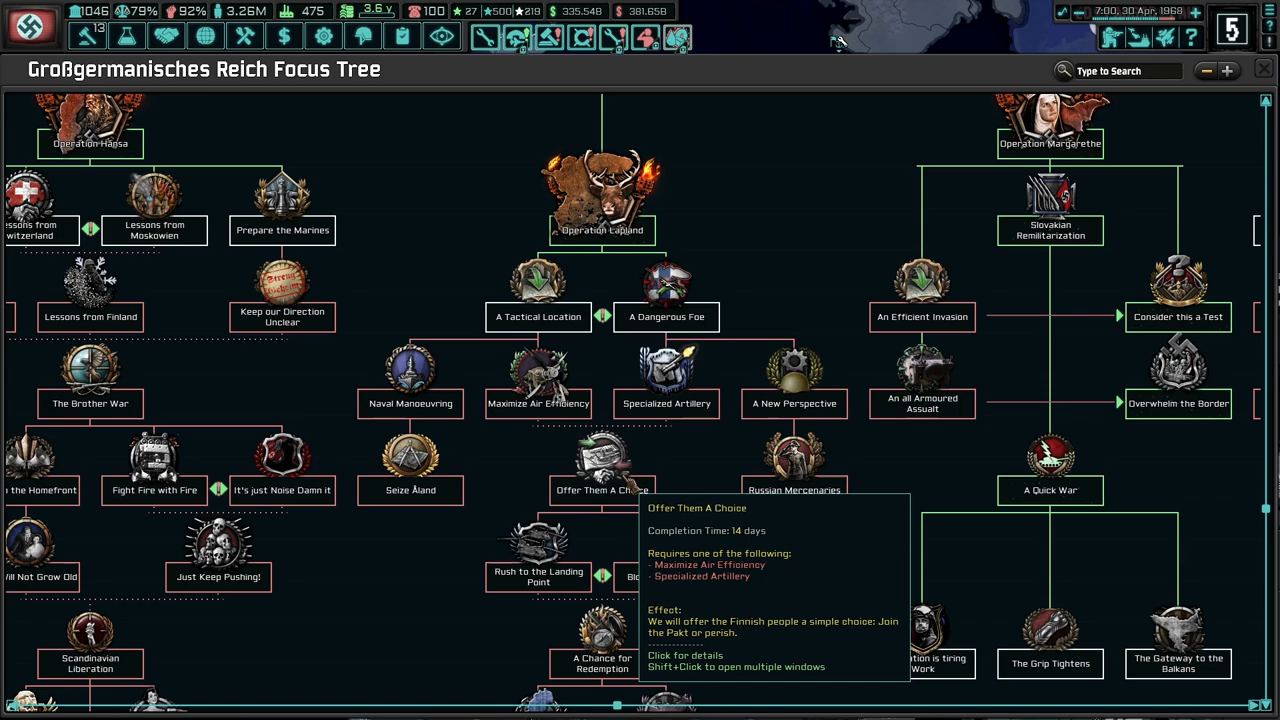 1046 79% 92% 3.26M 475 3.6 100 27 500 219 $ 335.54B $ 381.65B 7:00, 30 Apr, 1968
13 5
Großgermanisches Reich Focus Tree
Type to Search
Operation Hansa
Operation Margarethe
Operation Lapland
Lessons from
Moskowien
Prepare the Marines
Slovakian
Remilitarization
Lessons from Finland
Keep our Direction
Unclear
A Tactical Location
A Dangerous Foe
An Efficient Invasion
Consider this a Test
The Brother War
Naval Manoeuvring
Maximize Air Efficiency
Specialized Artillery
A New Perspective
An all Armoured
Assualt
Overwhelm the Border
the Homefront
Fight Fire with Fire
It's just Noise Damn it
Seize Åland
Offer Them A Choice
Russian Mercenaries
A Quick War
Offer Them A Choice
Completion Time: 14 days
Requires one of the following:
- Maximize Air Efficiency
- Specialized Artillery
Effect:
We will offer the Finnish people a simple choice: Join
the Pakt or perish.
Click for details
Shift+Click to open multiple windows
Will Not Grow Old
Just Keep Pushing!
Rush to the Landing
Point
Scandinavian
Liberation
A Chance for
Redemption
is tiring
Work
The Grip Tightens
The Gateway to the
Balkans